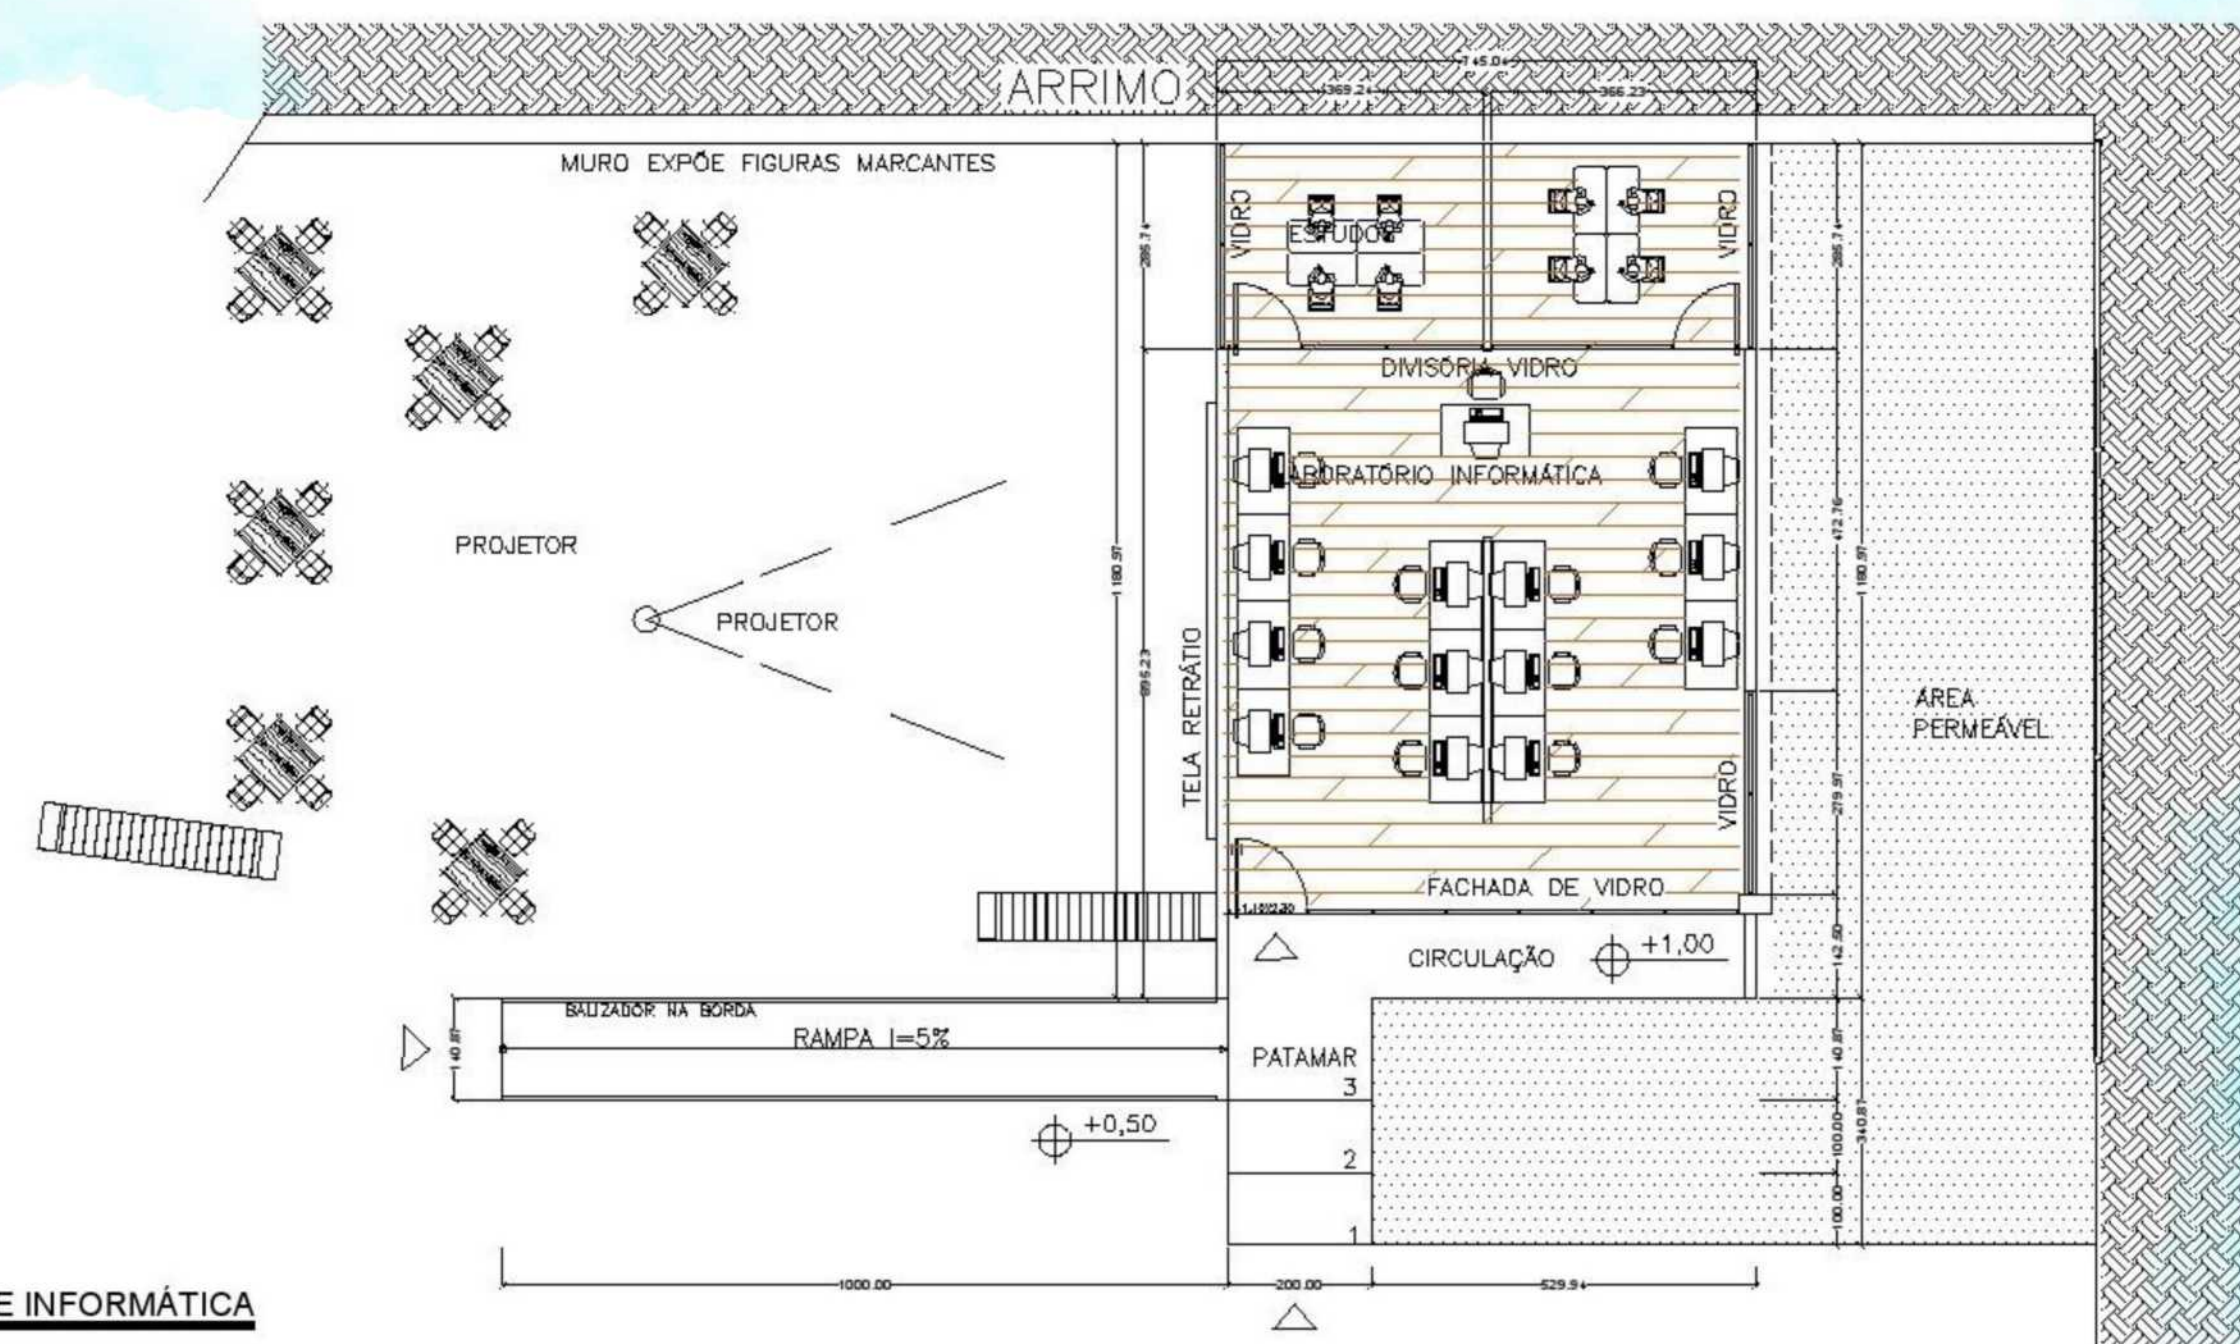 ARRIMO
745.04
369.24
366.23
MURO EXPÕE FIGURAS MARCANTES
VIDRO
ESTUDOS
VIDRO
285.74
285.74
DIVISÓRIA VIDRO
LABORATÓRIO INFORMÁTICA
PROJETOR
PROJETOR
TELA RETRÁTIO
1180.97
895.23
472.76
1180.97
ÁREA
PERMEÁVEL
279.97
VIDRO
FACHADA DE VIDRO
CIRCULAÇÃO
+1,00
142.50
BALIZADOR NA BORDA
RAMPA I=5%
140.87
PATAMAR
3
140.87
+0,50
2
100.00
340.87
1
100.00
1000.00
200.00
529.94
E INFORMÁTICA